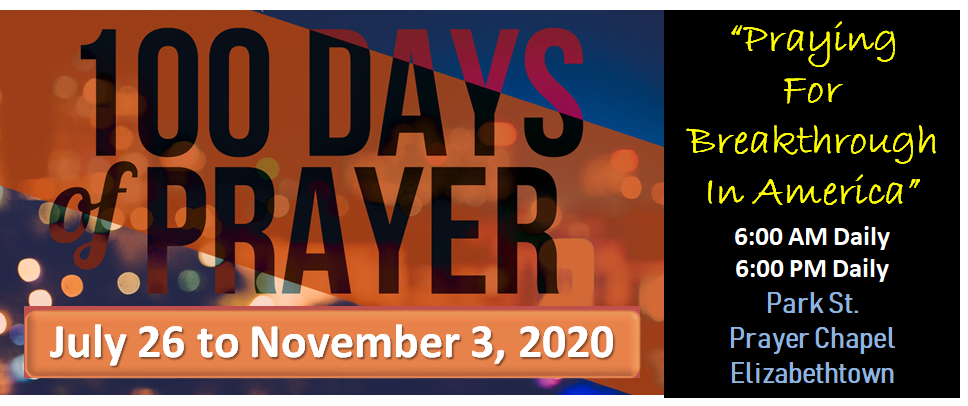 100 DAYS
of PRAYER
July 26 to November 3, 2020
“Praying
For
Breakthrough
In America”
6:00 AM Daily
6:00 PM Daily
Park St.
Prayer Chapel
Elizabethtown